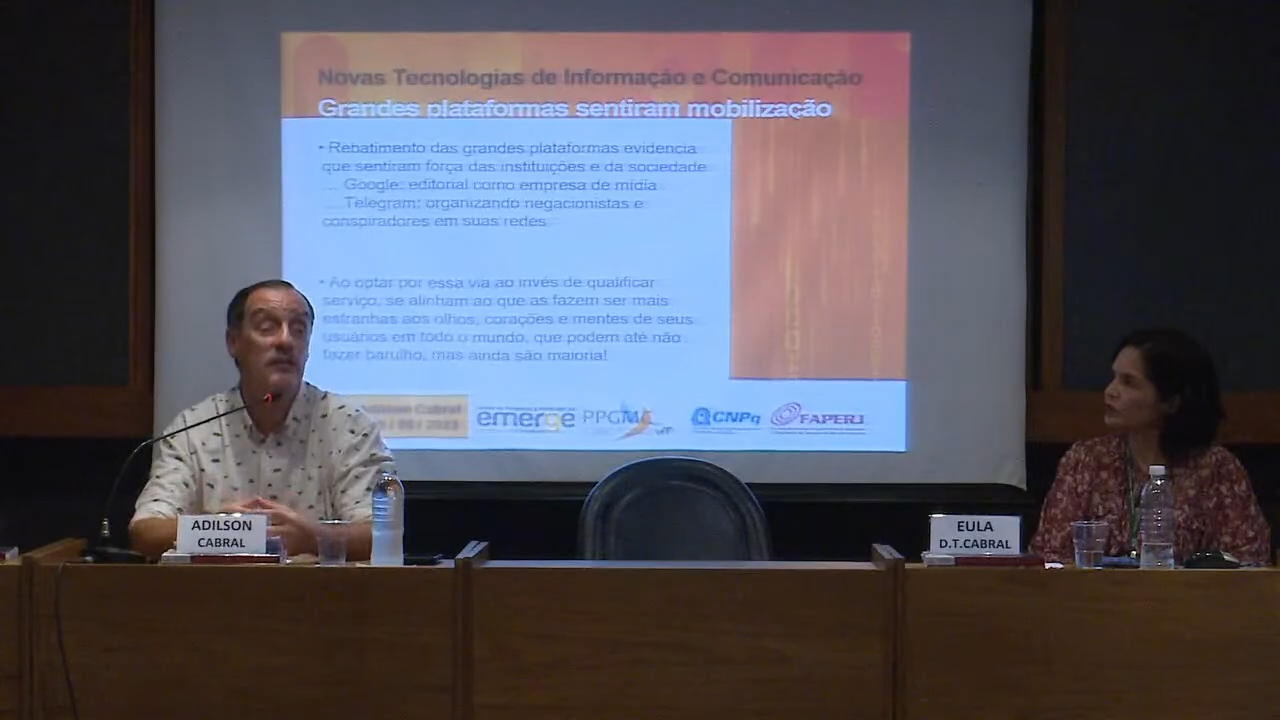 Novas Tecnologias de Informação e Comunicação
Grandes plataformas sentiram mobilização
• Rebatimento das grandes plataformas evidencia
que sentiram força das instituições e da sociedade
... Google: editorial como empresa de mídia
... Telegram: organizando negacionistas e
conspiradores em suas redes
• Ao optar por essa via ao invés de qualificar
serviço, se alinham ao que as fazem ser mais
estranhas aos olhos, corações e mentes de seus
usuários em todo o mundo, que podem até não
fazer barulho, mas ainda são maioria!
Adilson Cabral
2023
emerge
PPGM
CNPq
FAPERJ
ADILSON
CABRAL
EULA
D.T.CABRAL